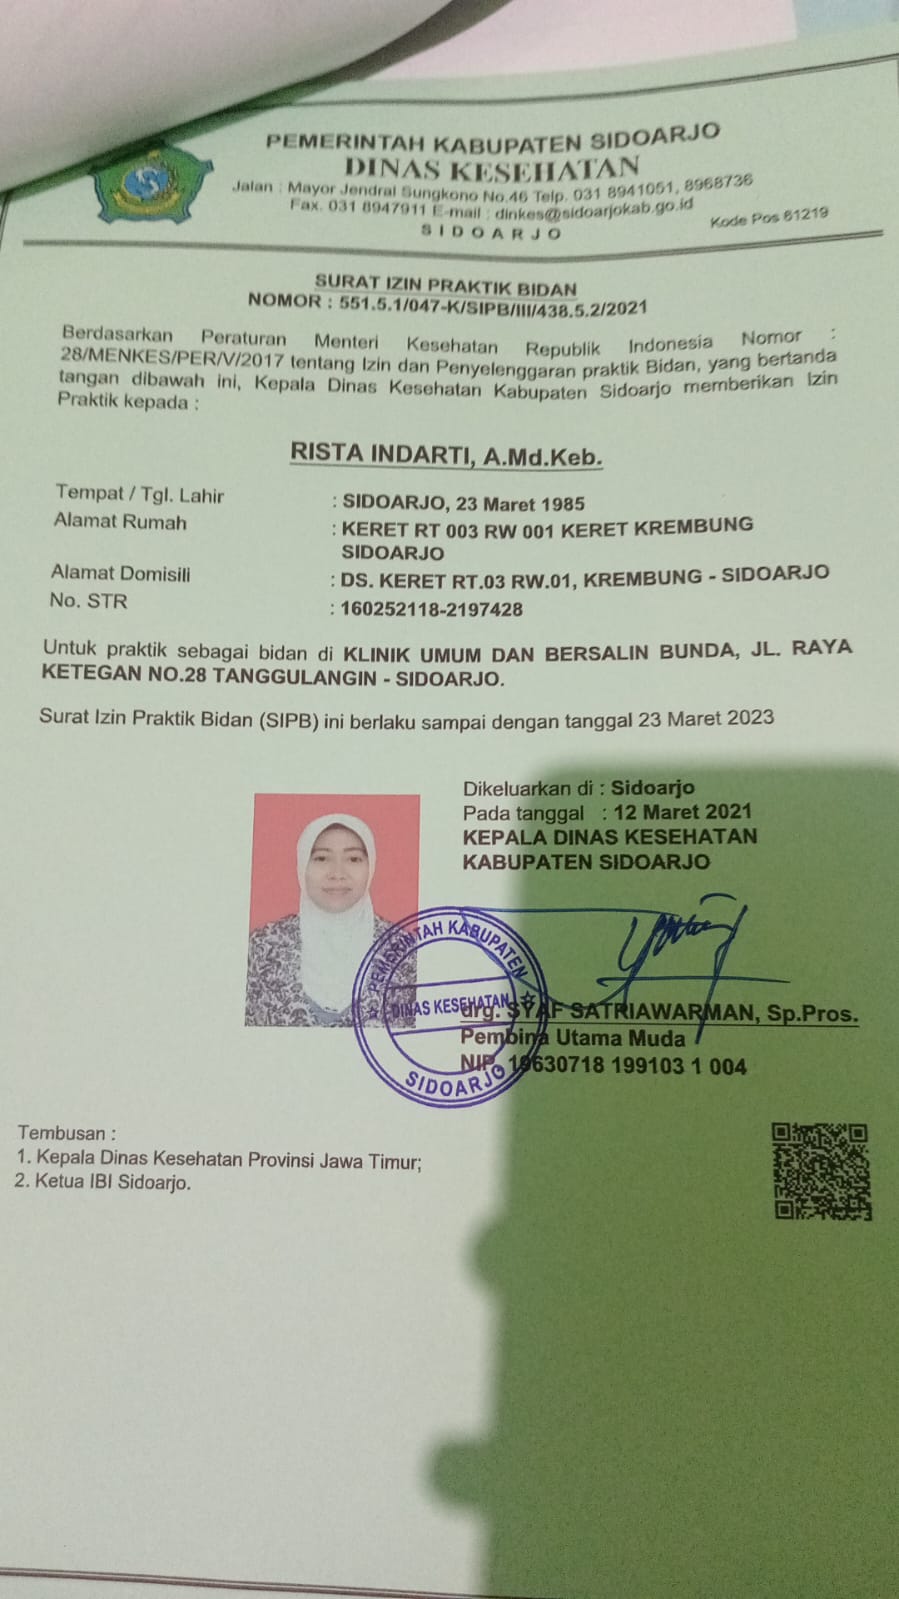 PEMERINTAH KABUPATEN SIDOARJO
DINAS KESEHATAN
Jalan : Mayor Jendral Sungkono No.46 Telp. 031 8941051, 8968736
Fax. 031 8947911 E-mail : dinkes@sidoarjokab.go.id
Kode Pos 61219
SIDOARJO
SURAT IZIN PRAKTIK BIDAN
NOMOR : 551.5.1/047-K/SIPB/III/438.5.2/2021
Berdasarkan Peraturan Menteri Kesehatan Republik Indonesia Nomor :
28/MENKES/PER/V/2017 tentang Izin dan Penyelenggaran praktik Bidan, yang bertanda
tangan dibawah ini, Kepala Dinas Kesehatan Kabupaten Sidoarjo memberikan Izin
Praktik kepada :
RISTA INDARTI, A.Md.Keb.
Tempat / Tgl. Lahir : SIDOARJO, 23 Maret 1985
Alamat Rumah : KERET RT 003 RW 001 KERET KREMBUNG
SIDOARJO
Alamat Domisili : DS. KERET RT.03 RW.01, KREMBUNG - SIDOARJO
No. STR : 160252118-2197428
Untuk praktik sebagai bidan di KLINIK UMUM DAN BERSALIN BUNDA, JL. RAYA
KETEGAN NO.28 TANGGULANGIN - SIDOARJO.
Surat Izin Praktik Bidan (SIPB) ini berlaku sampai dengan tanggal 23 Maret 2023
Dikeluarkan di : Sidoarjo
Pada tanggal : 12 Maret 2021
KEPALA DINAS KESEHATAN
KABUPATEN SIDOARJO
PEMERINTAH KABUPATEN
DINAS KESEHATAN
SIDOARJO
drg. SYAF SATRIAWARMAN, Sp.Pros.
Pembina Utama Muda
NIP. 19630718 199103 1 004
Tembusan :
1. Kepala Dinas Kesehatan Provinsi Jawa Timur;
2. Ketua IBI Sidoarjo.